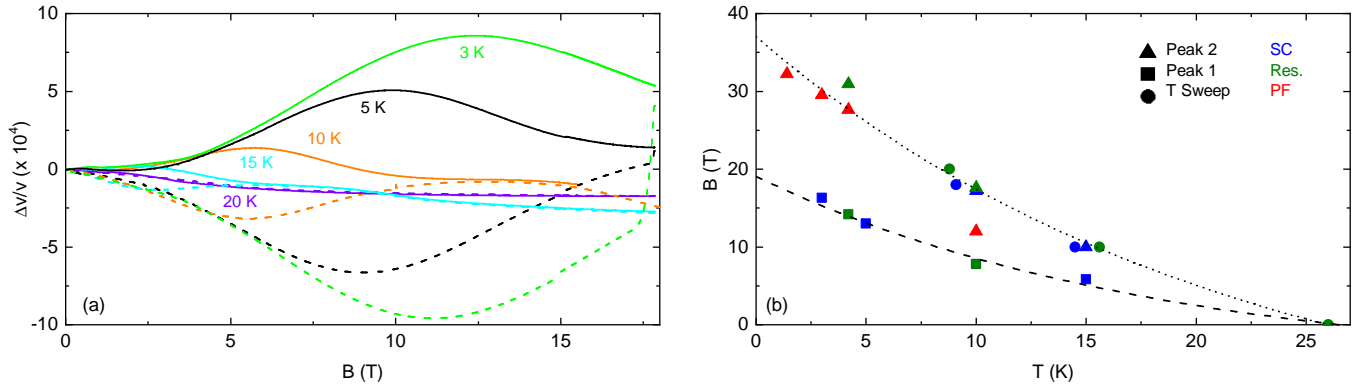 10
5
0
-5
-10
Δv/v (x 10⁴)
3 K
5 K
10 K
15 K
20 K
(a)
0
5
10
15
B (T)
40
30
20
10
0
B (T)
Peak 2 SC
Peak 1 Res.
T Sweep PF
(b)
0
5
10
15
20
25
T (K)